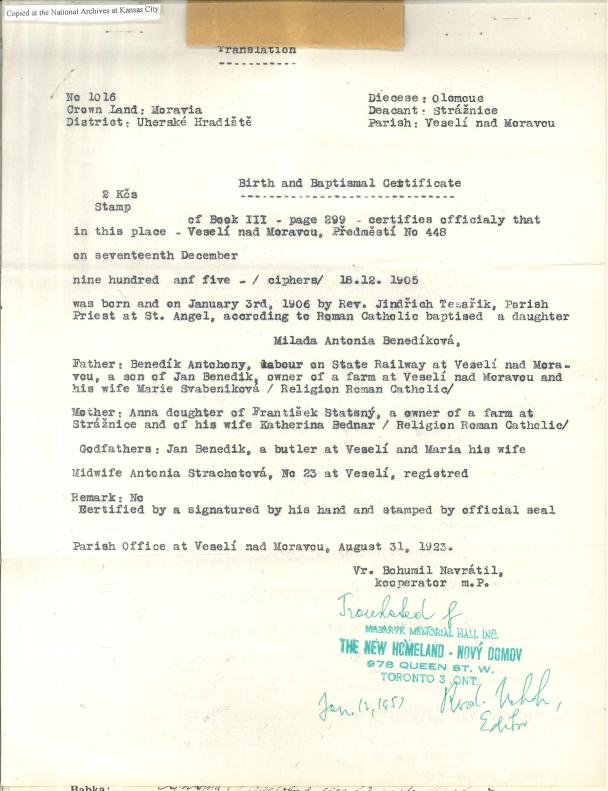 Copied at the National Archives at Kansas City
Translation
No 1016
Crown Land: Moravia
District: Uherské Hradiště
Diecese: Olomouc
Deacant: Strážnice
Parish: Veselí nad Moravou
Birth and Baptismal Certificate
2 Kčs
Stamp
of Book III - page 299 - certifies officialy that
in this place - Veselí nad Moravou, Předměstí No 448
on seventeenth December
nine hundred anf five - / ciphers/ 18.12. 1905
was born and on January 3rd, 1906 by Rev. Jindřich Tesařik, Parish
Priest at St. Angel, according to Roman Catholic baptised a daughter
Milada Antonia Benedíková,
Father: Benedík Antohony, labour on State Railway at Veselí nad Mora-
vou, a son of Jan Benedik, owner of a farm at Veselí nad Moravou and
his wife Marie Svabeniková / Religion Roman Catholic/
Mother: Anna doughter of František Statsný, a owner of a farm at
Strážnice and of his wife Katherina Bednar / Religion Roman Catholic/
Godfathers: Jan Benedik, a butler at Veselí and Maria his wife
Midwife Antonia Strachotová, No 23 at Veselí, registred
Remark: No
Certified by a signatured by his hand and stamped by official seal
Parish Office at Veselí nad Moravou, August 31, 1923.
Vr. Bohumil Navrátil,
kooperator m.P.
Translated by
MASARYK MEMORIAL HALL INC.
THE NEW HOMELAND - NOVÝ DOMOV
978 QUEEN ST. W.
TORONTO 3 ONT.
Jan. 12, 1957
Editor
Babka: